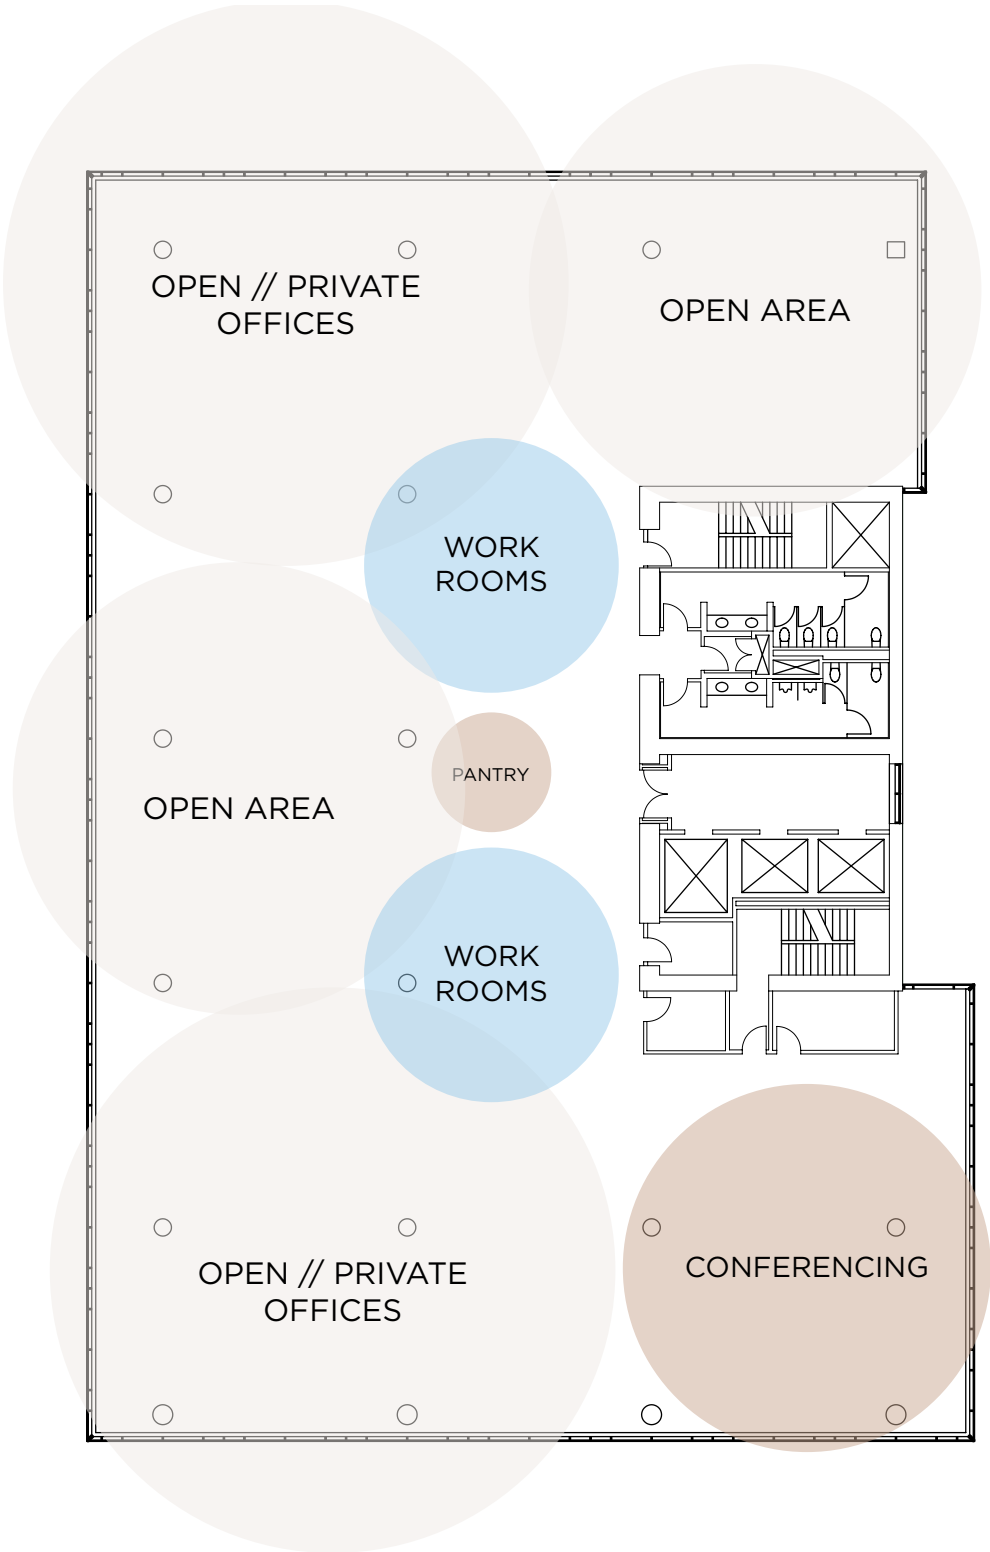 OPEN // PRIVATE
OFFICES
OPEN AREA
WORK
ROOMS
PANTRY
OPEN AREA
WORK
ROOMS
OPEN // PRIVATE
OFFICES
CONFERENCING